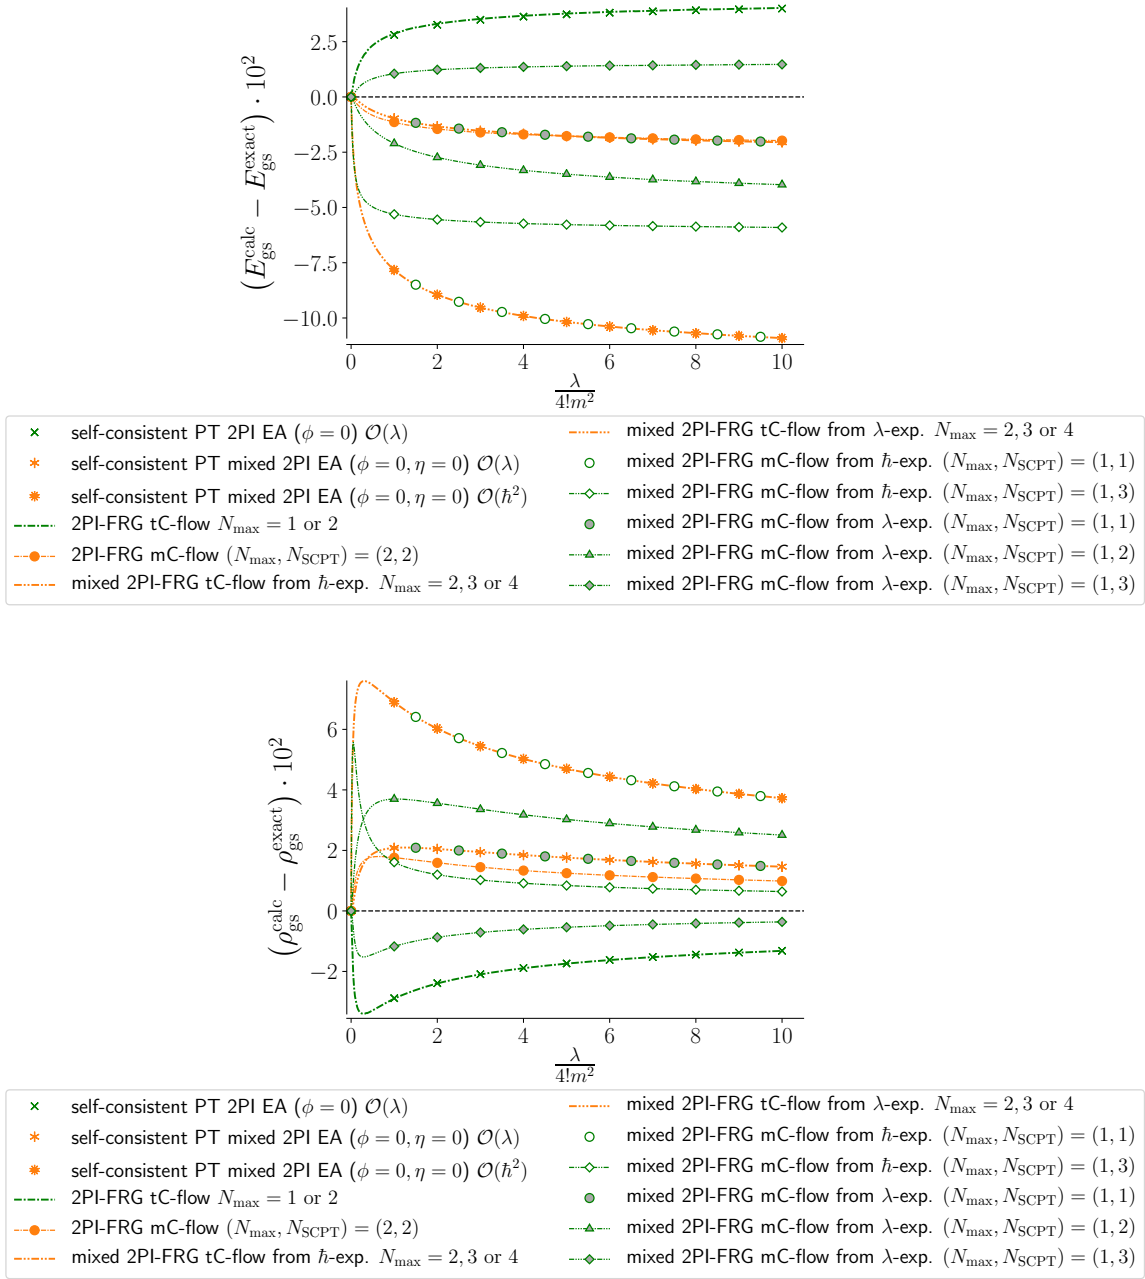 2.5
0.0
−2.5
−5.0
−7.5
−10.0
(E_gs^calc − E_gs^exact) · 10²
0 2 4 6 8 10
λ/4!m²
self-consistent PT 2PI EA (ϕ = 0) 𝒪(λ)
self-consistent PT mixed 2PI EA (ϕ = 0, η = 0) 𝒪(λ)
self-consistent PT mixed 2PI EA (ϕ = 0, η = 0) 𝒪(ℏ²)
2PI-FRG tC-flow N_max = 1 or 2
2PI-FRG mC-flow (N_max, N_SCPT) = (2, 2)
mixed 2PI-FRG tC-flow from ℏ-exp. N_max = 2, 3 or 4
mixed 2PI-FRG tC-flow from λ-exp. N_max = 2, 3 or 4
mixed 2PI-FRG mC-flow from ℏ-exp. (N_max, N_SCPT) = (1, 1)
mixed 2PI-FRG mC-flow from ℏ-exp. (N_max, N_SCPT) = (1, 3)
mixed 2PI-FRG mC-flow from λ-exp. (N_max, N_SCPT) = (1, 1)
mixed 2PI-FRG mC-flow from λ-exp. (N_max, N_SCPT) = (1, 2)
mixed 2PI-FRG mC-flow from λ-exp. (N_max, N_SCPT) = (1, 3)
6
4
2
0
−2
(ρ_gs^calc − ρ_gs^exact) · 10²
0 2 4 6 8 10
λ/4!m²
self-consistent PT 2PI EA (ϕ = 0) 𝒪(λ)
self-consistent PT mixed 2PI EA (ϕ = 0, η = 0) 𝒪(λ)
self-consistent PT mixed 2PI EA (ϕ = 0, η = 0) 𝒪(ℏ²)
2PI-FRG tC-flow N_max = 1 or 2
2PI-FRG mC-flow (N_max, N_SCPT) = (2, 2)
mixed 2PI-FRG tC-flow from ℏ-exp. N_max = 2, 3 or 4
mixed 2PI-FRG tC-flow from λ-exp. N_max = 2, 3 or 4
mixed 2PI-FRG mC-flow from ℏ-exp. (N_max, N_SCPT) = (1, 1)
mixed 2PI-FRG mC-flow from ℏ-exp. (N_max, N_SCPT) = (1, 3)
mixed 2PI-FRG mC-flow from λ-exp. (N_max, N_SCPT) = (1, 1)
mixed 2PI-FRG mC-flow from λ-exp. (N_max, N_SCPT) = (1, 2)
mixed 2PI-FRG mC-flow from λ-exp. (N_max, N_SCPT) = (1, 3)